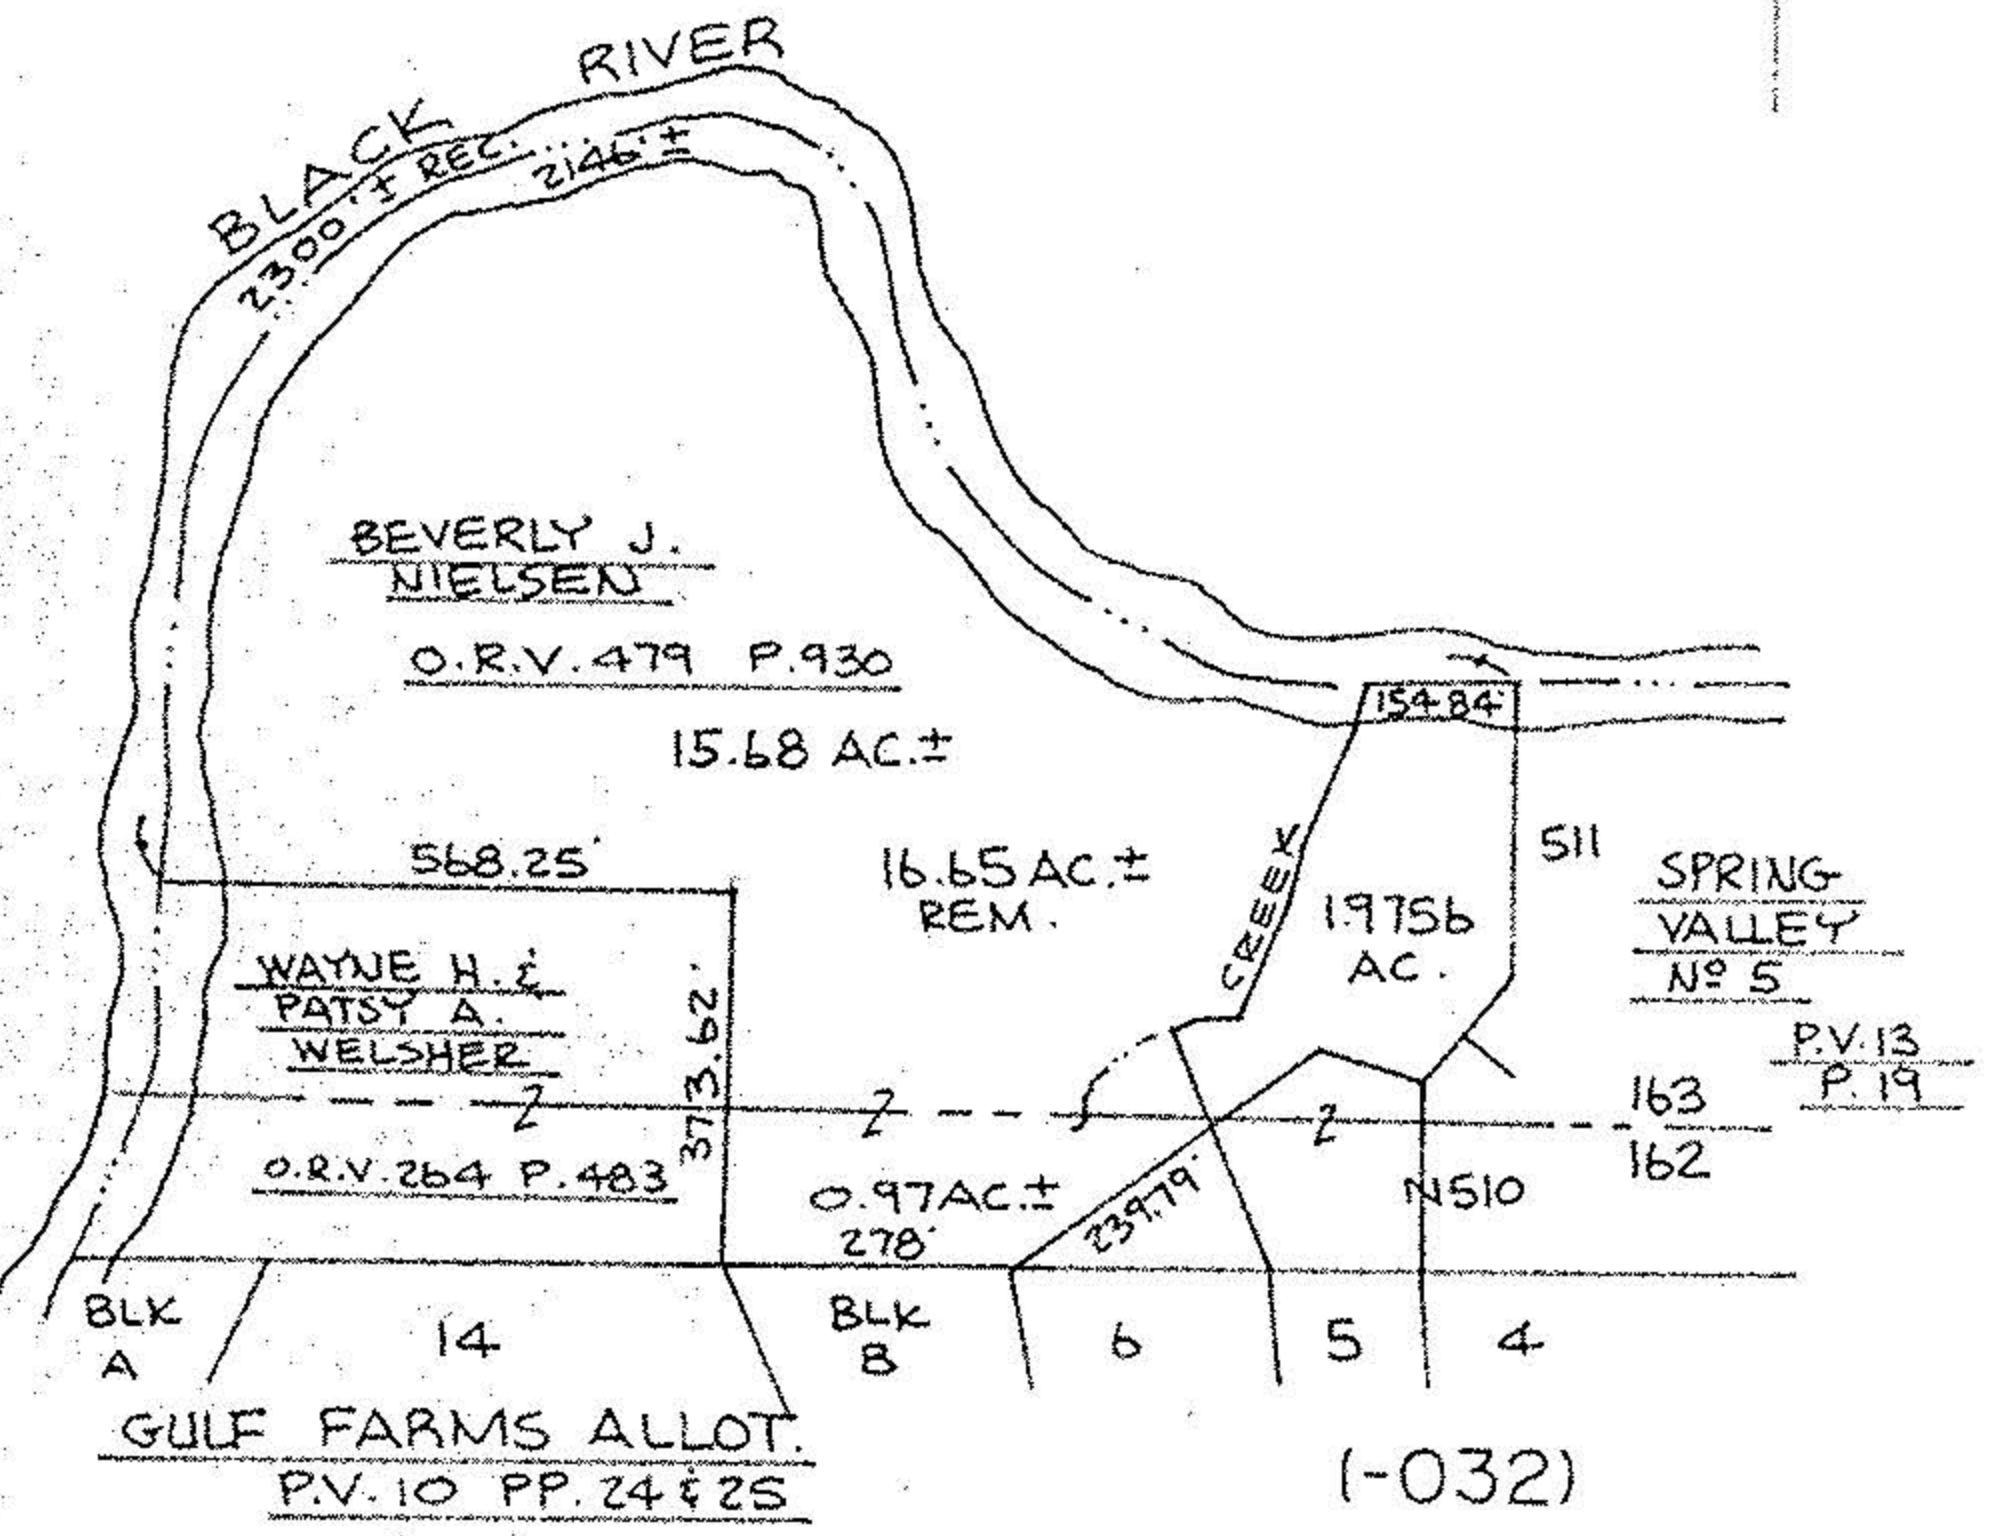 BLACK RIVER
2300'± REC.
2146'±
BEVERLY J.
NIELSEN
O.R.V. 479 P. 930
15.68 AC.±
154.84'
568.25'
16.65 AC.±
REM.
CREEK
1.9756
AC.
511
SPRING
VALLEY
Nº 5
P.V. 13
P. 19
WAYNE H. &
PATSY A.
WELSHER
373.62'
163
162
O.R.V. 264 P. 483
0.97 AC.±
278'
239.79'
N510
BLK
A
14
BLK
B
6
5
4
GULF FARMS ALLOT.
P.V. 10 PP. 24 & 25
(-032)